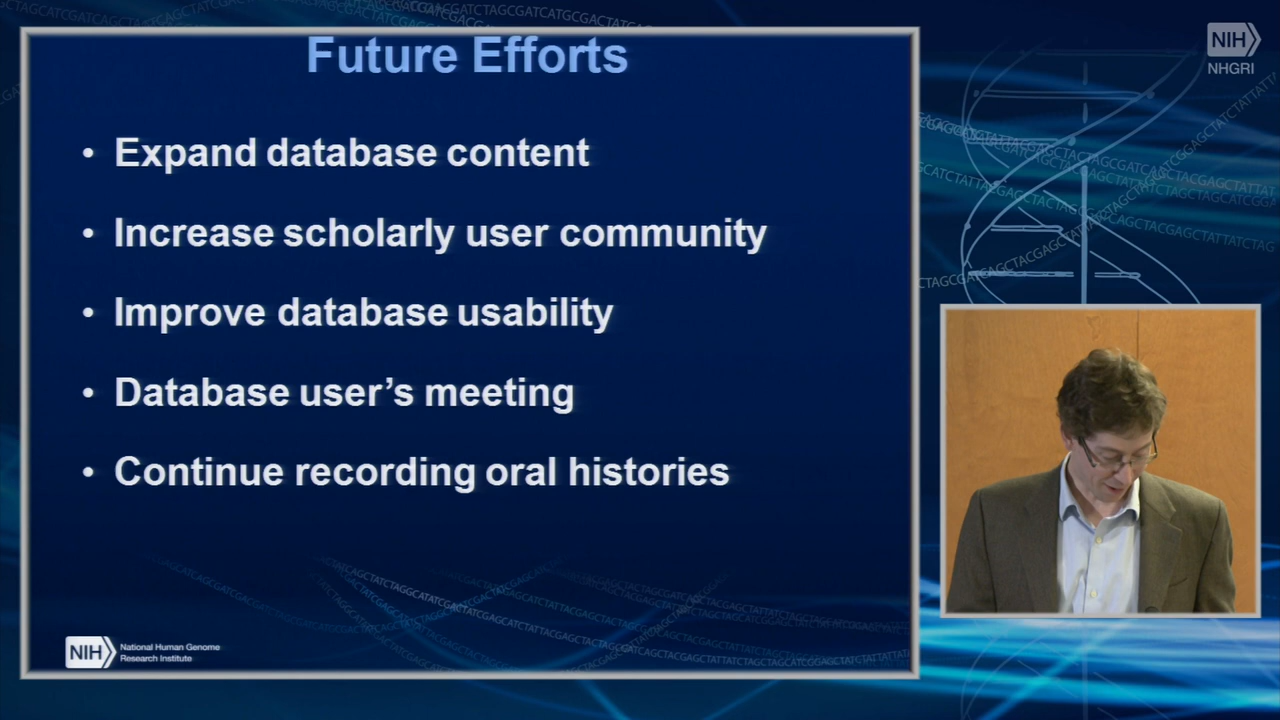 Future Efforts
• Expand database content
• Increase scholarly user community
• Improve database usability
• Database user's meeting
• Continue recording oral histories
NIH National Human Genome
Research Institute
NIH
NHGRI